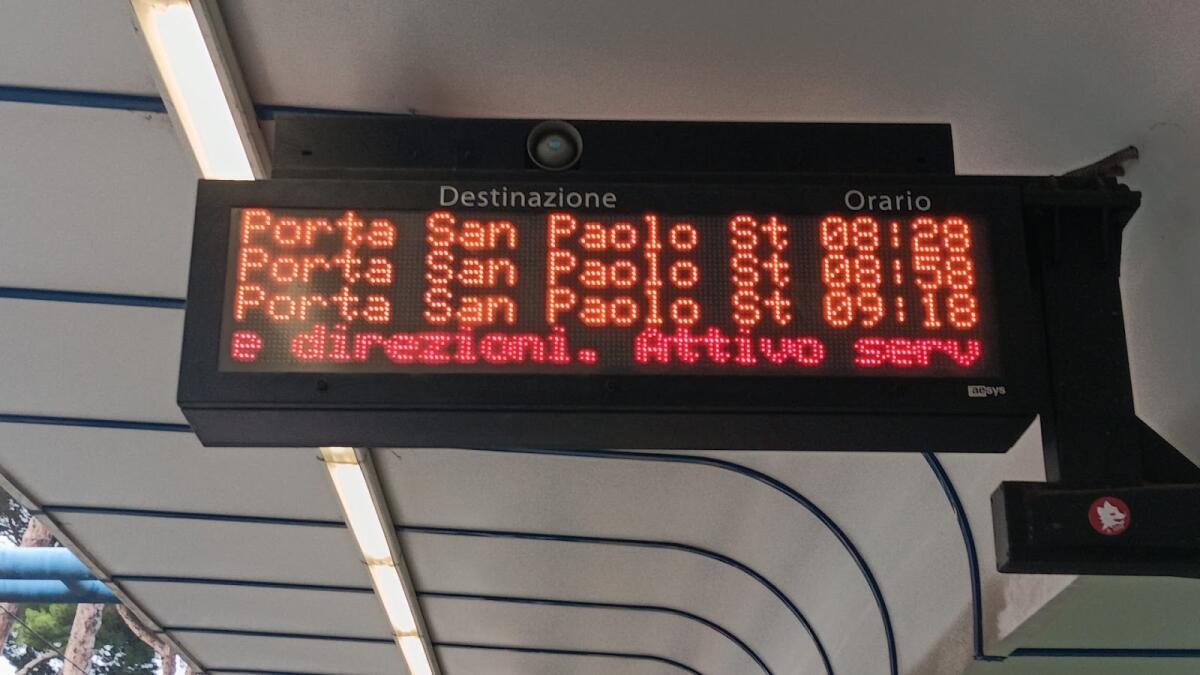 Destinazione Orario
Porta San Paolo St 08:28
Porta San Paolo St 08:58
Porta San Paolo St 09:18
e direzioni. Attivo serv
aesys